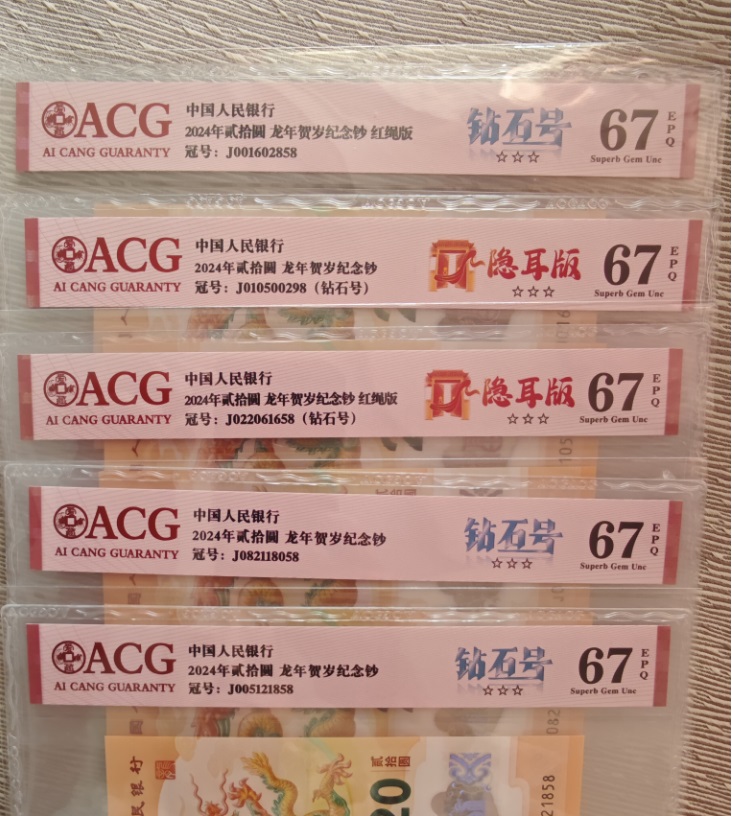 ACG
AI CANG GUARANTY
中国人民银行
2024年贰拾圆 龙年贺岁纪念钞 红绳版
冠号：J001602858
钻石号
☆☆☆
67
EPQ
Superb Gem Unc
ACG
AI CANG GUARANTY
中国人民银行
2024年贰拾圆 龙年贺岁纪念钞
冠号：J010500298（钻石号）
隐耳版
☆☆☆
67
EPQ
Superb Gem Unc
ACG
AI CANG GUARANTY
中国人民银行
2024年贰拾圆 龙年贺岁纪念钞 红绳版
冠号：J022061658（钻石号）
隐耳版
☆☆☆
67
EPQ
Superb Gem Unc
ACG
AI CANG GUARANTY
中国人民银行
2024年贰拾圆 龙年贺岁纪念钞
冠号：J082118058
钻石号
☆☆☆
67
EPQ
Superb Gem Unc
ACG
AI CANG GUARANTY
中国人民银行
2024年贰拾圆 龙年贺岁纪念钞
冠号：J005121858
钻石号
☆☆☆
67
EPQ
Superb Gem Unc
民银行
贰拾圆
20
21858